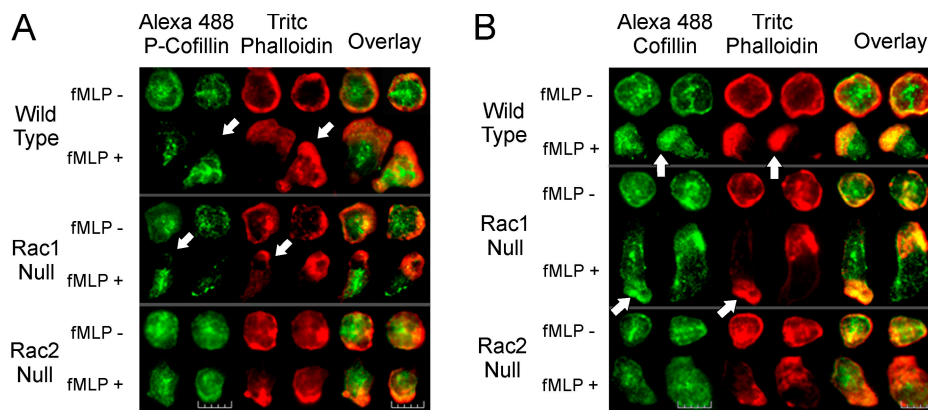 A
Alexa 488
P-Cofillin
Tritc
Phalloidin
Overlay
Wild
Type
fMLP -
fMLP +
Rac1
Null
fMLP -
fMLP +
Rac2
Null
fMLP -
fMLP +
B
Alexa 488
Cofillin
Tritc
Phalloidin
Overlay
Wild
Type
fMLP -
fMLP +
Rac1
Null
fMLP -
fMLP +
Rac2
Null
fMLP -
fMLP +